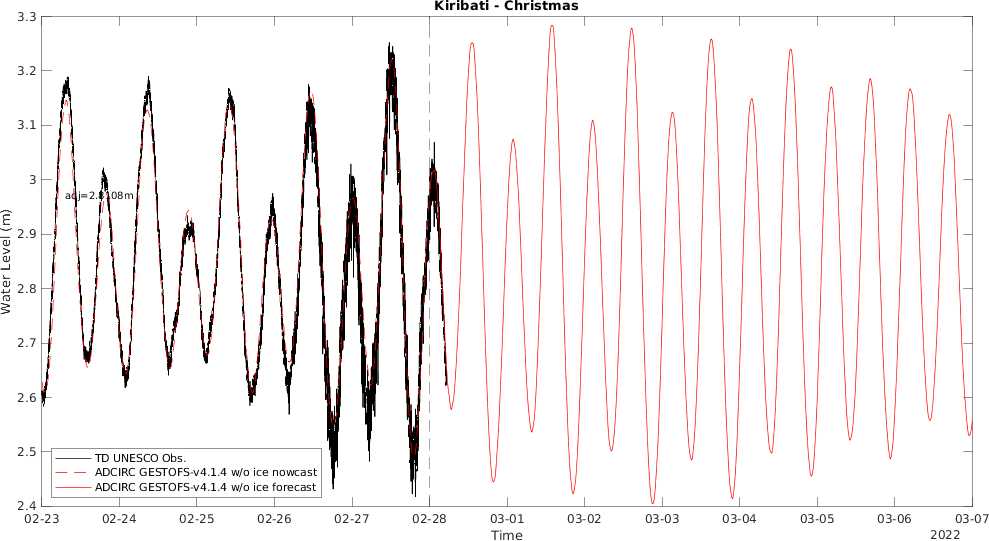 Kiribati - Christmas
3.3
3.2
3.1
3
2.9
2.8
2.7
2.6
2.5
2.4
Water Level (m)
adj=2.8108m
TD UNESCO Obs.
ADCIRC GESTOFS-v4.1.4 w/o ice nowcast
ADCIRC GESTOFS-v4.1.4 w/o ice forecast
02-23 02-24 02-25 02-26 02-27 02-28 03-01 03-02 03-03 03-04 03-05 03-06 03-07
Time
2022